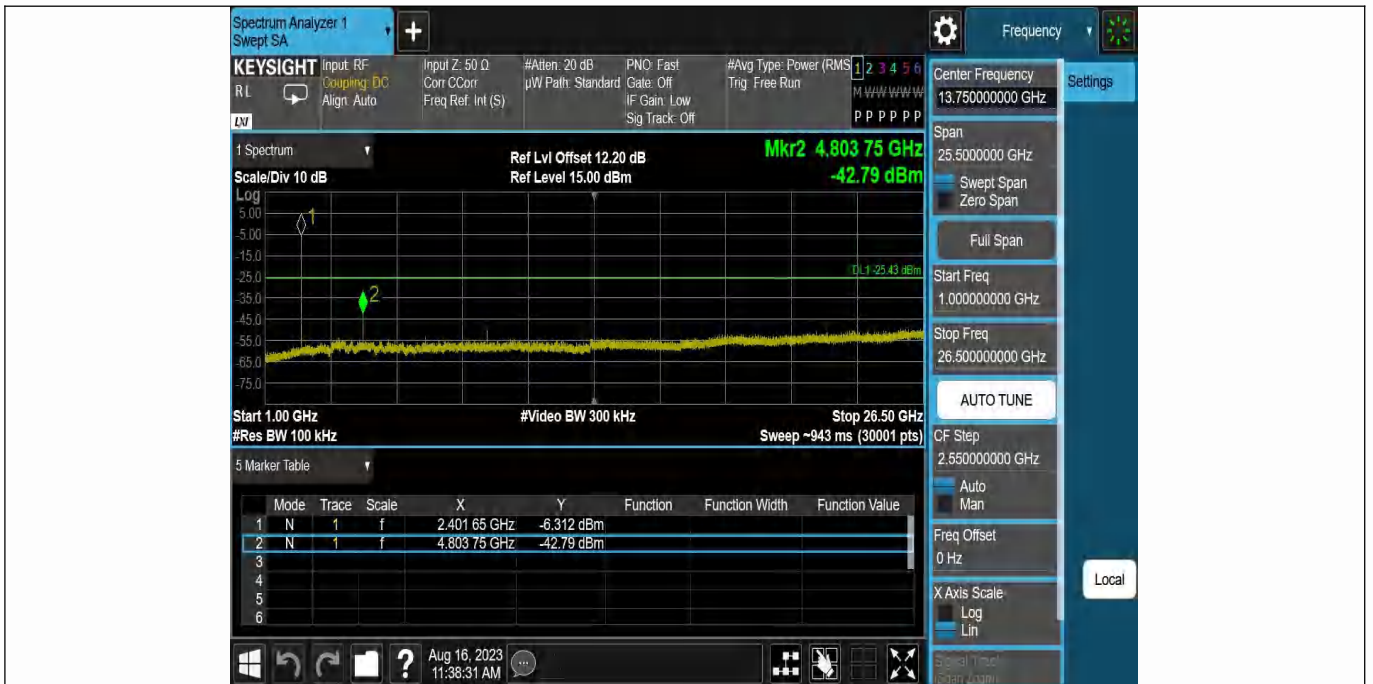 Spectrum Analyzer 1
Swept SA
+
Frequency
KEYSIGHT
R L
LXI
Input: RF
Coupling: DC
Align: Auto
Input Z: 50 Ω
Corr CCorr
Freq Ref: Int (S)
#Atten: 20 dB
µW Path: Standard
PNO: Fast
Gate: Off
IF Gain: Low
Sig Track: Off
#Avg Type: Power (RMS
Trig: Free Run
1 2 3 4 5 6
M W W W W W
P P P P P P
1 Spectrum
Scale/Div 10 dB
Ref Lvl Offset 12.20 dB
Ref Level 15.00 dBm
Mkr2 4.803 75 GHz
-42.79 dBm
Log
5.00
-5.00
-15.0
-25.0
-35.0
-45.0
-55.0
-65.0
-75.0
1
2
DL1 -25.43 dBm
Start 1.00 GHz
#Video BW 300 kHz
Stop 26.50 GHz
#Res BW 100 kHz
Sweep ~943 ms (30001 pts)
5 Marker Table
Mode Trace Scale X Y Function Function Width Function Value
1 N 1 f 2.401 65 GHz -6.312 dBm
2 N 1 f 4.803 75 GHz -42.79 dBm
3
4
5
6
?
Aug 16, 2023
11:38:31 AM
Center Frequency
13.750000000 GHz
Settings
Span
25.5000000 GHz
Swept Span
Zero Span
Full Span
Start Freq
1.000000000 GHz
Stop Freq
26.500000000 GHz
AUTO TUNE
CF Step
2.550000000 GHz
Auto
Man
Freq Offset
0 Hz
X Axis Scale
Log
Lin
Local
Signal Track
(Span Zoom)